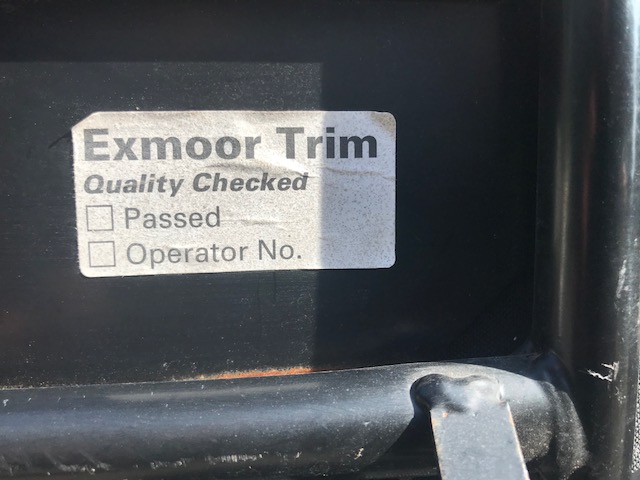 Exmoor Trim
Quality Checked
Passed
Operator No.